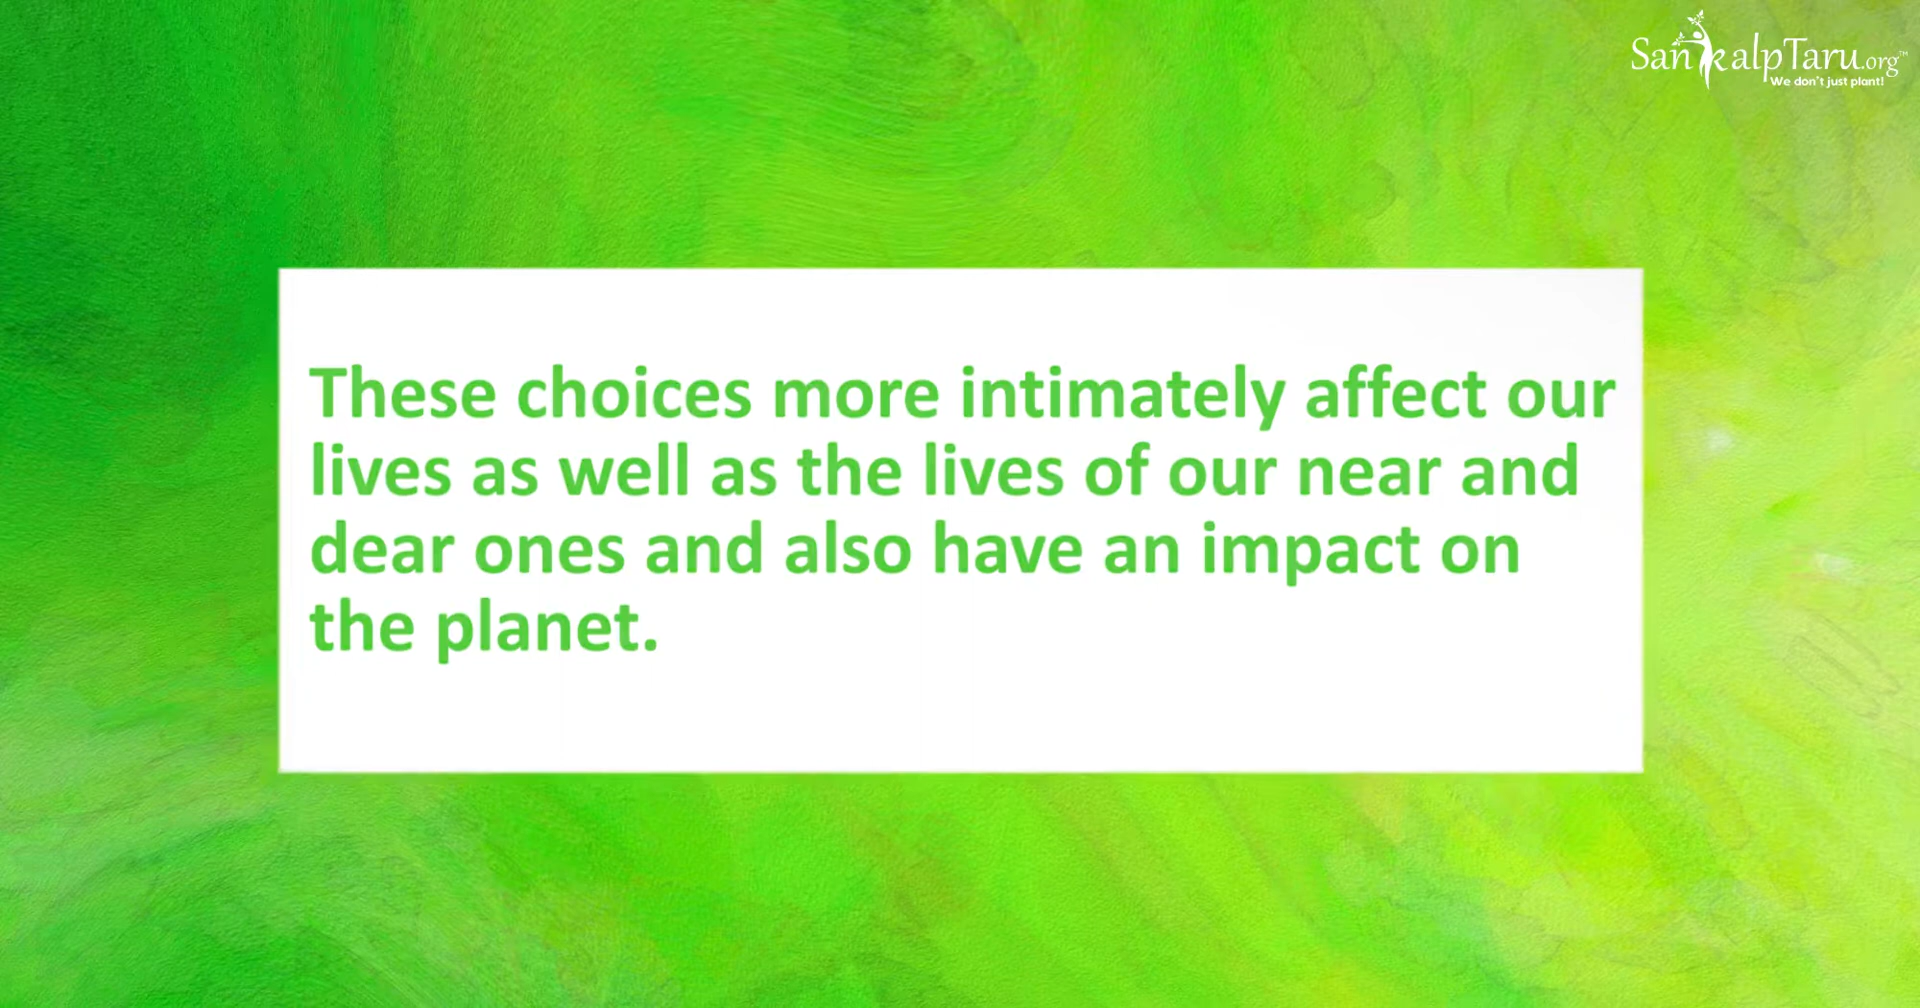 SankalpTaru.org™
We don't just plant!
These choices more intimately affect our
lives as well as the lives of our near and
dear ones and also have an impact on
the planet.